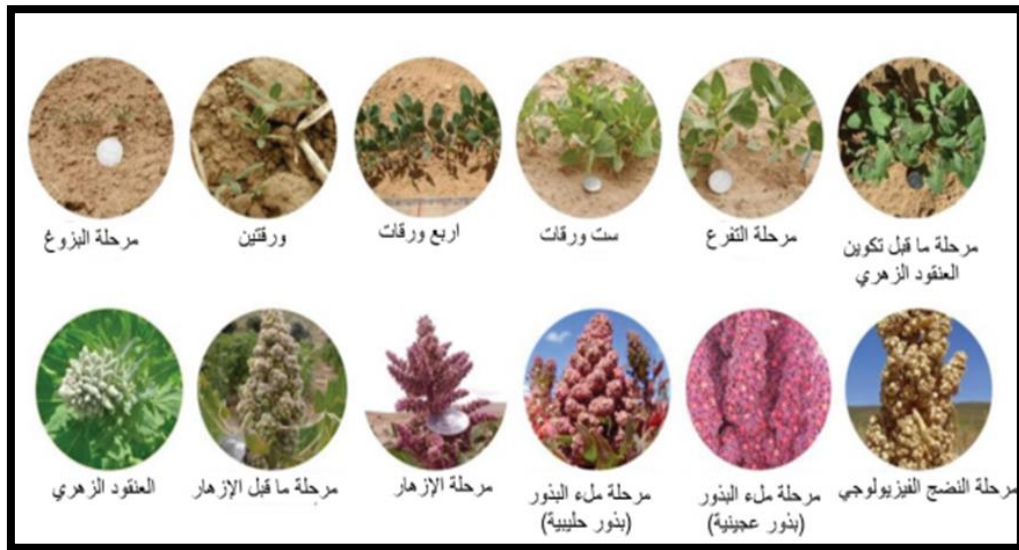 مرحلة البزوغ
ورقتين
اربع ورقات
ست ورقات
مرحلة التفرع
مرحلة ما قبل تكوين
العنقود الزهري
العنقود الزهري
مرحلة ما قبل الإزهار
مرحلة الإزهار
مرحلة ملء البذور
(بذور حليبية)
مرحلة ملء البذور
(بذور عجينية)
مرحلة النضج الفيزيولوجي